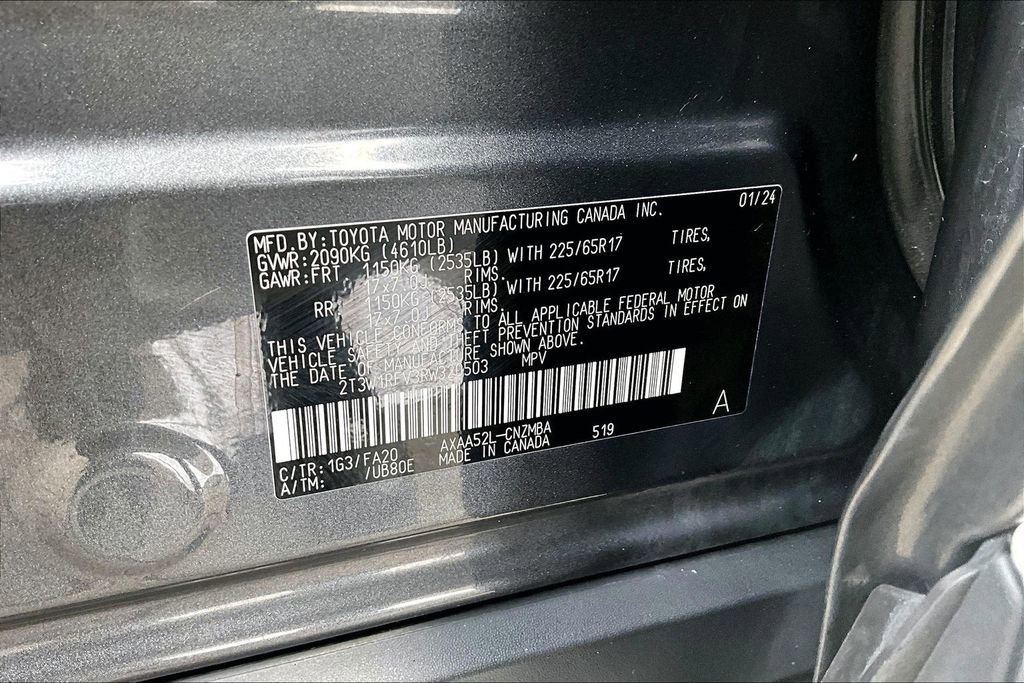 01/24
MFD.BY:TOYOTA MOTOR MANUFACTURING CANADA INC.
GVWR:2090KG (4610LB)
GAWR:FRT 1150KG (2535LB) WITH 225/65R17 TIRES,
17x7.0J RIMS.
RR 1150KG (2535LB) WITH 225/65R17 TIRES,
17x7.0J RIMS.
THIS VEHICLE CONFORMS TO ALL APPLICABLE FEDERAL MOTOR
VEHICLE SAFETY AND THEFT PREVENTION STANDARDS IN EFFECT ON
THE DATE OF MANUFACTURE SHOWN ABOVE.
MPV
A
C/TR:1G3/FA20 AXAA52L-CNZMBA 519
A/TM: /UB80E MADE IN CANADA